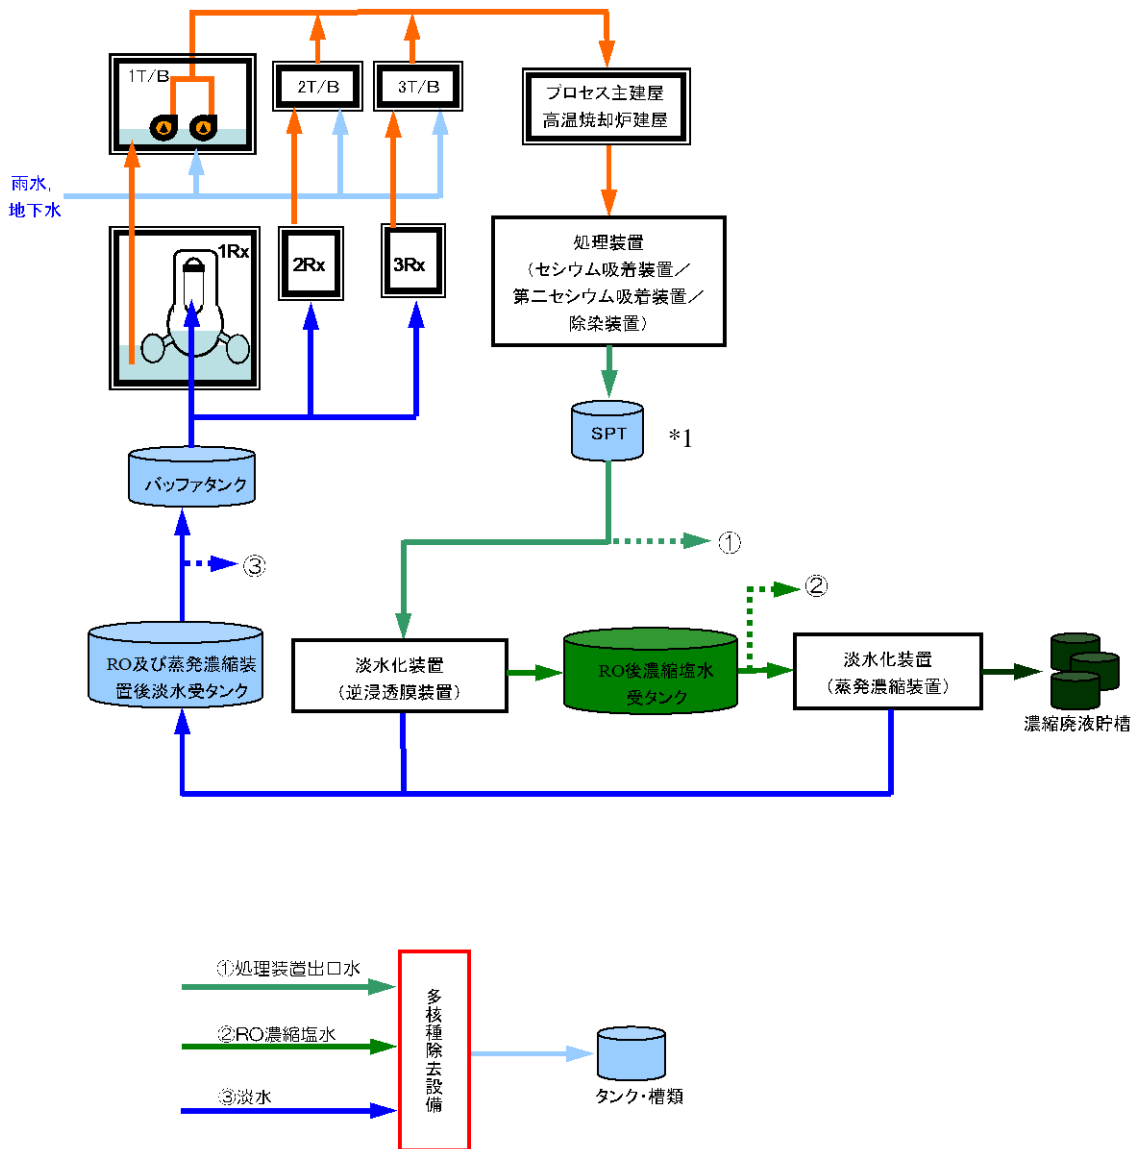 1T/B
2T/B
3T/B
プロセス主建屋
高温焼却炉建屋
雨水,
地下水
1Rx
2Rx
3Rx
処理装置
(セシウム吸着装置/
第二セシウム吸着装置/
除染装置)
SPT
*1
バッファタンク
①
③
②
RO及び蒸発濃縮装
置後淡水受タンク
淡水化装置
(逆浸透膜装置)
RO後濃縮塩水
受タンク
淡水化装置
(蒸発濃縮装置)
濃縮廃液貯槽
①処理装置出口水
②RO濃縮塩水
③淡水
多核種除去設備
タンク・槽類